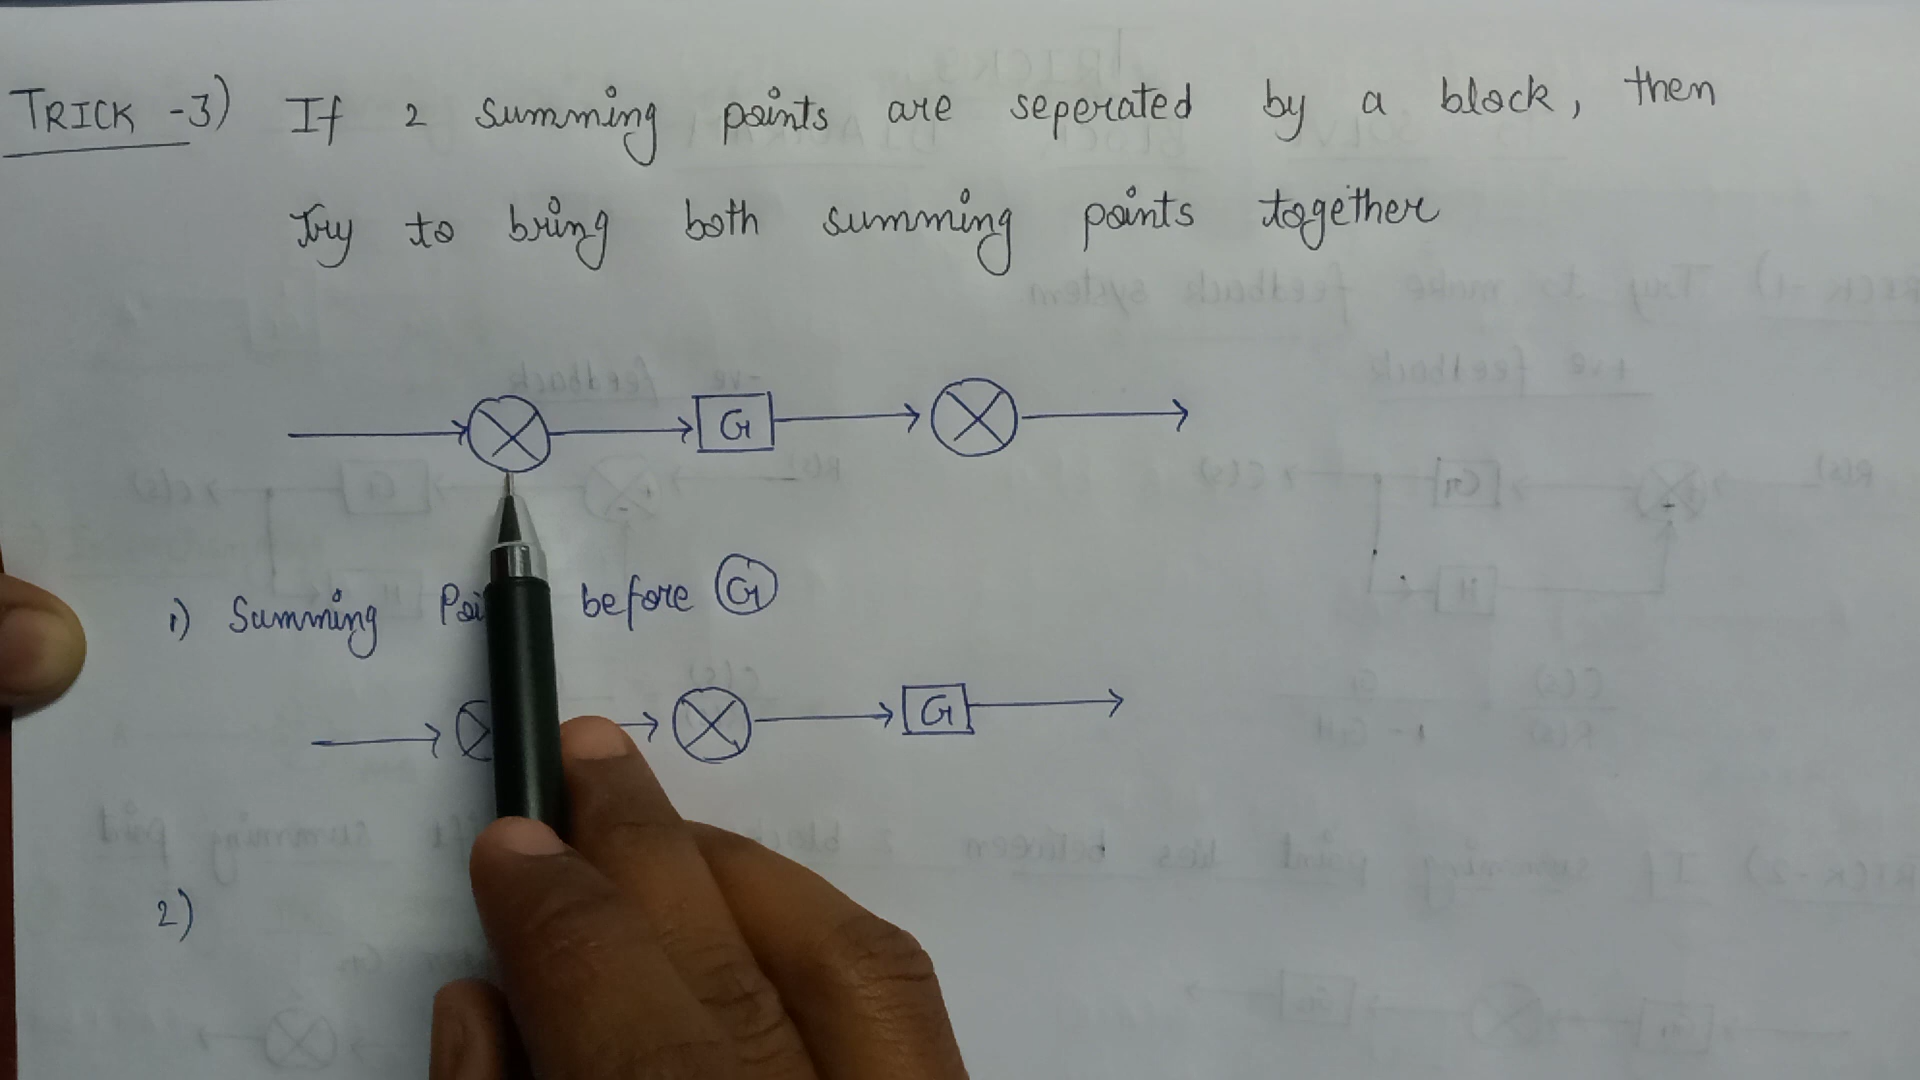 TRICK -3) If 2 summing points are seperated by a block, then
Try to bring both summing points together
G
1) Summing before G
G
2)